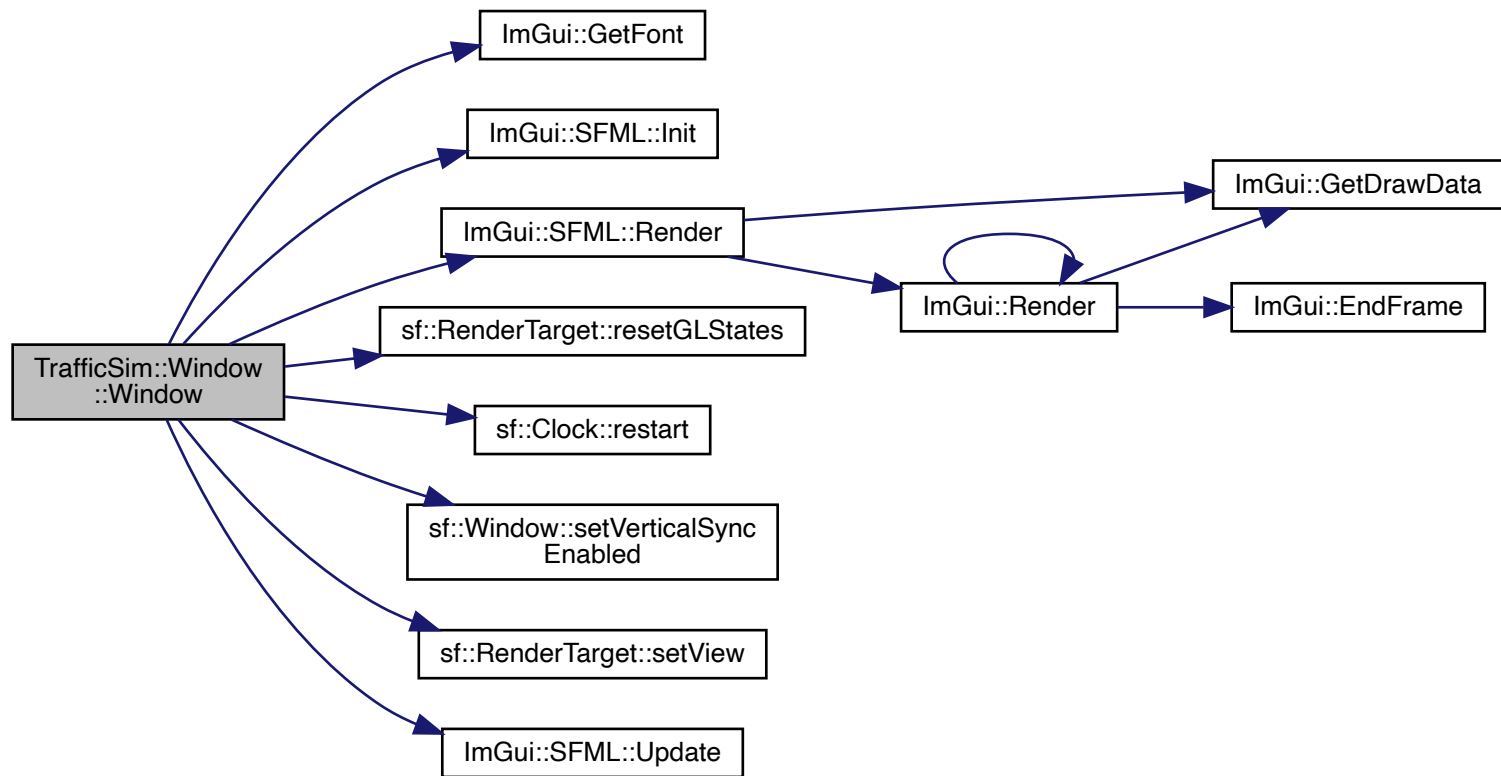 ImGui::GetFont
ImGui::SFML::Init
ImGui::GetDrawData
ImGui::SFML::Render
ImGui::Render
ImGui::EndFrame
sf::RenderTarget::resetGLStates
TrafficSim::Window
::Window
sf::Clock::restart
sf::Window::setVerticalSync
Enabled
sf::RenderTarget::setView
ImGui::SFML::Update